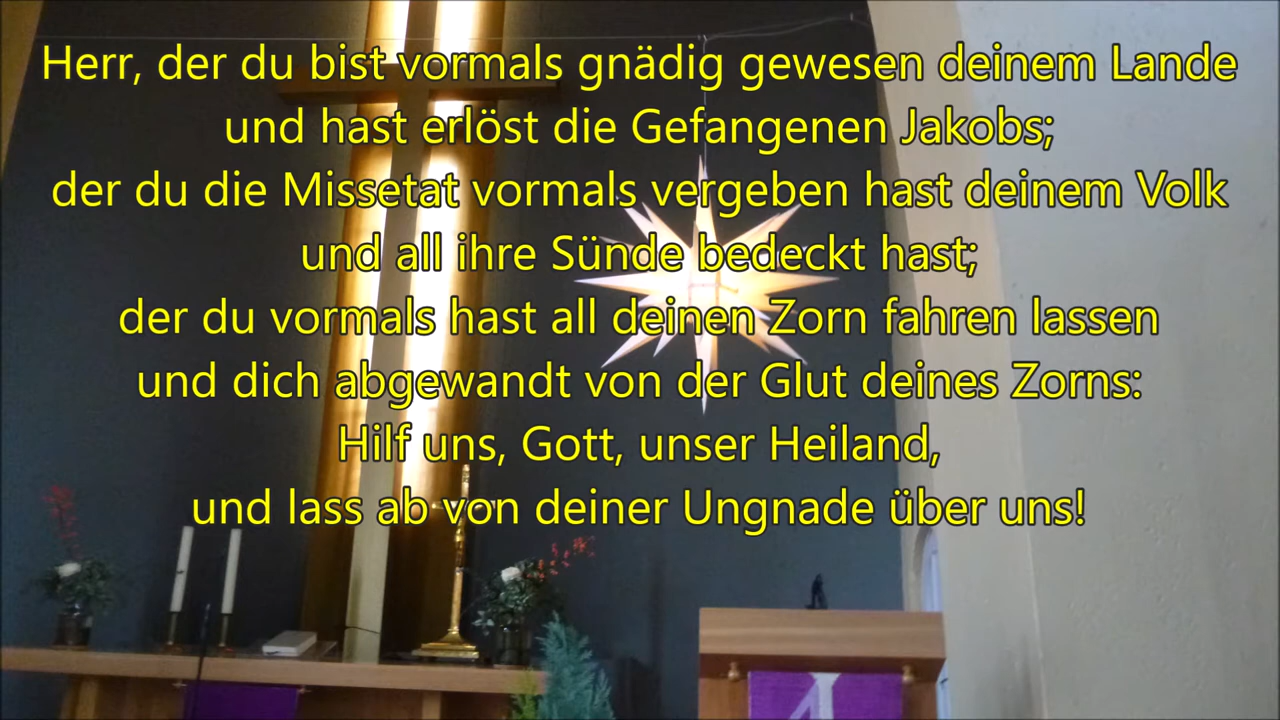 Herr, der du bist vormals gnädig gewesen deinem Lande
und hast erlöst die Gefangenen Jakobs;
der du die Missetat vormals vergeben hast deinem Volk
und all ihre Sünde bedeckt hast;
der du vormals hast all deinen Zorn fahren lassen
und dich abgewandt von der Glut deines Zorns:
Hilf uns, Gott, unser Heiland,
und lass ab von deiner Ungnade über uns!